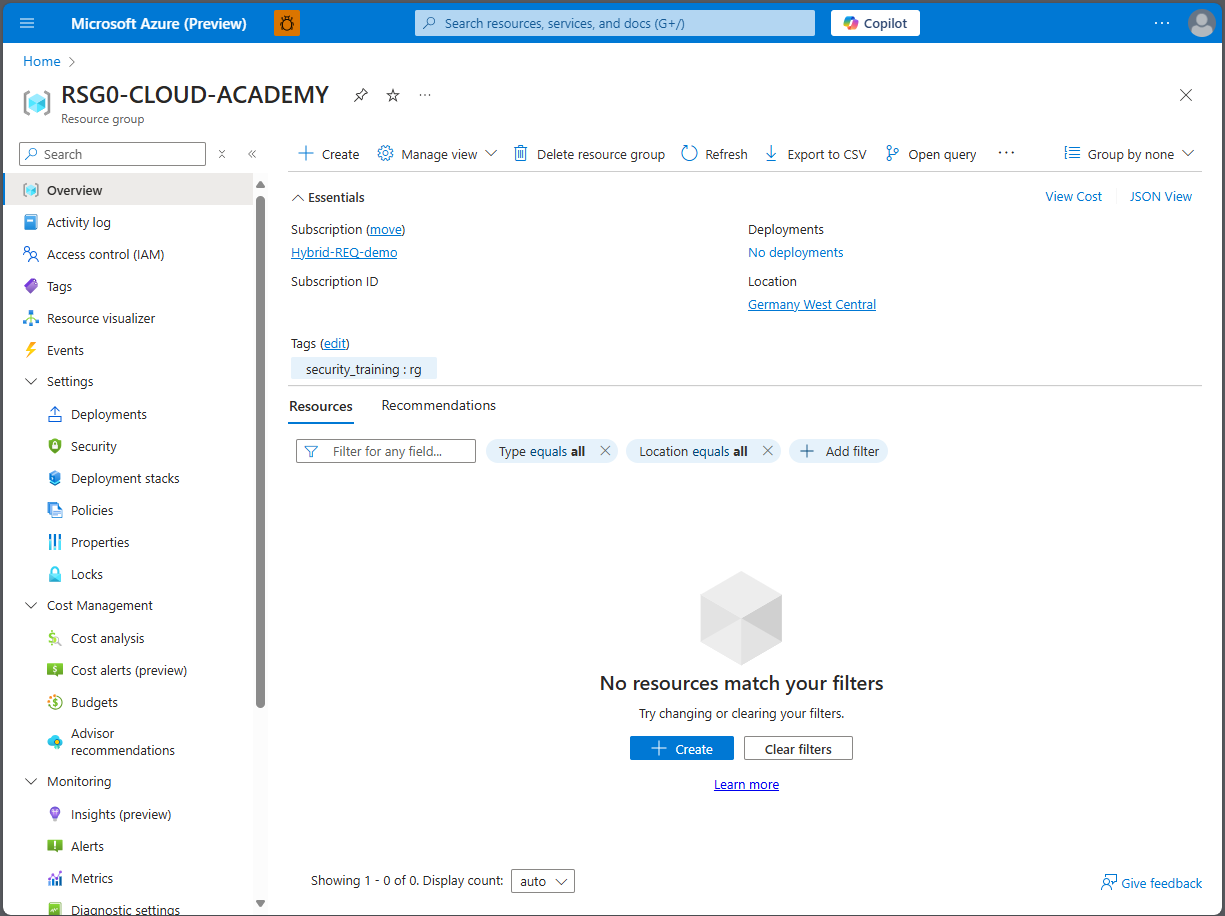 Microsoft Azure (Preview)
Search resources, services, and docs (G+/)
Copilot
Home
RSG0-CLOUD-ACADEMY
Resource group
Search
Overview
Activity log
Access control (IAM)
Tags
Resource visualizer
Events
Settings
Deployments
Security
Deployment stacks
Policies
Properties
Locks
Cost Management
Cost analysis
Cost alerts (preview)
Budgets
Advisor
recommendations
Monitoring
Insights (preview)
Alerts
Metrics
Diagnostic settings
Create
Manage view
Delete resource group
Refresh
Export to CSV
Open query
Group by none
Essentials
View Cost
JSON View
Subscription (move)
Hybrid-REQ-demo
Subscription ID
Deployments
No deployments
Location
Germany West Central
Tags (edit)
security_training : rg
Resources
Recommendations
Filter for any field...
Type equals all
Location equals all
Add filter
No resources match your filters
Try changing or clearing your filters.
Create
Clear filters
Learn more
Showing 1 - 0 of 0. Display count:
auto
Give feedback